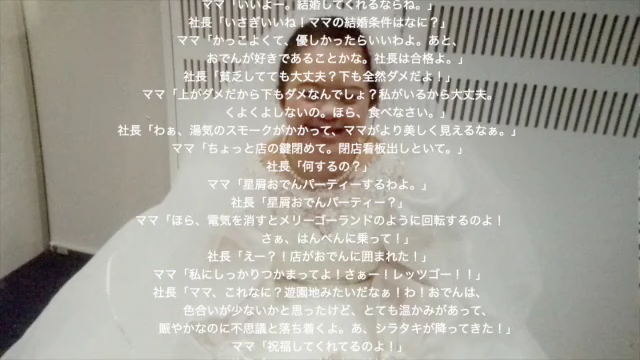 ママ「いいよー。結婚してくれるならね。」
社長「いさぎいいね！ママの結婚条件はなに？」
ママ「かっこよくて、優しかったらいいわよ。あと、
おでんが好きであることかな。社長は合格よ。」
社長「貧乏してても大丈夫？下も全然ダメだよ！」
ママ「上がダメだから下もダメなんでしょ？私がいるから大丈夫。
くよくよしないの。ほら、食べなさい。」
社長「わぁ、湯気のスモークがかかって、ママがより美しく見えるなぁ。」
ママ「ちょっと店の鍵閉めて。閉店看板出しといて。」
社長「何するの？」
ママ「星屑おでんパーティーするわよ。」
社長「星屑おでんパーティー？」
ママ「ほら、電気を消すとメリーゴーランドのように回転するのよ！
さぁ、はんぺんに乗って！」
社長「えー？！店がおでんに囲まれた！」
ママ「私にしっかりつかまってよ！さぁー！レッツゴー！！」
社長「ママ、これなに？遊園地みたいだなぁ！わ！おでんは、
色合いが少ないかと思ったけど、とても温かみがあって、
賑やかなのに不思議と落ち着くよ。あ、シラタキが降ってきた！」
ママ「祝福してくれてるのよ！」